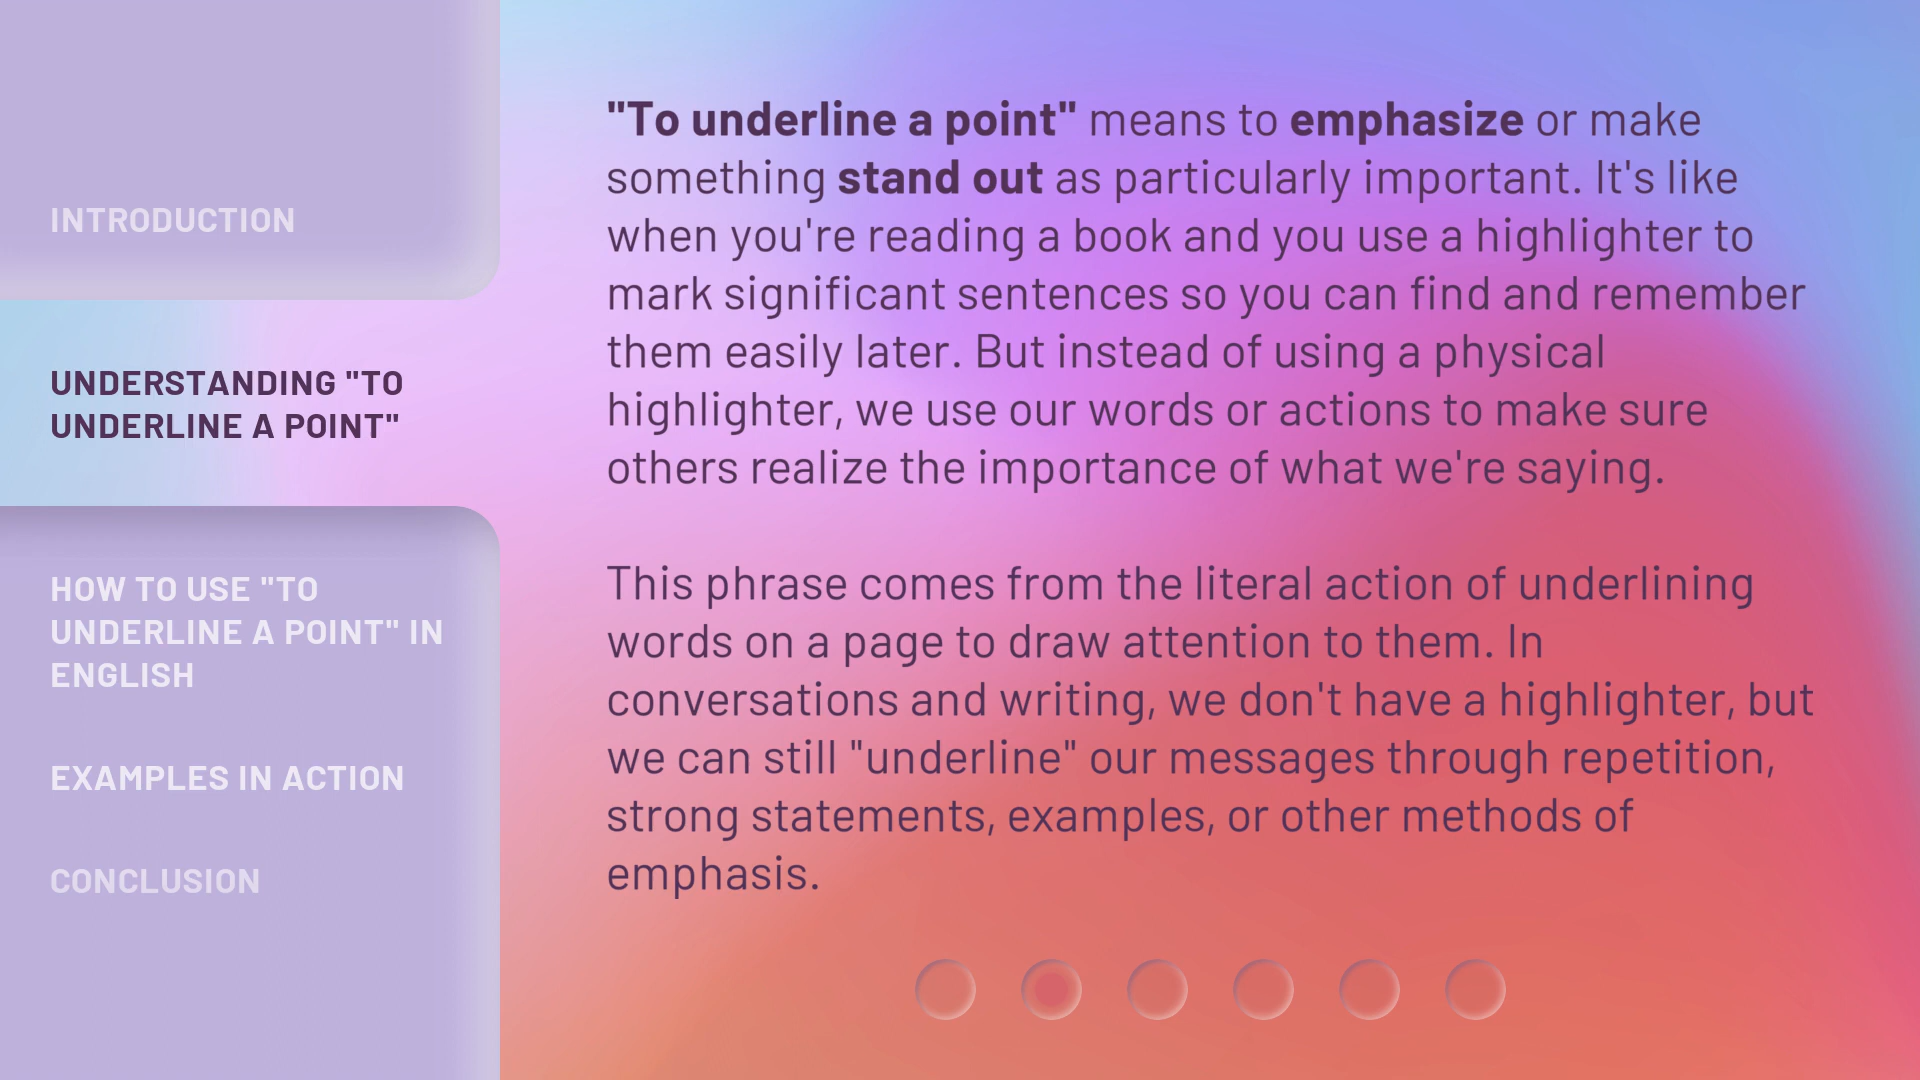 INTRODUCTION
UNDERSTANDING "TO
UNDERLINE A POINT"
HOW TO USE "TO
UNDERLINE A POINT" IN
ENGLISH
EXAMPLES IN ACTION
CONCLUSION
"To underline a point" means to emphasize or make
something stand out as particularly important. It's like
when you're reading a book and you use a highlighter to
mark significant sentences so you can find and remember
them easily later. But instead of using a physical
highlighter, we use our words or actions to make sure
others realize the importance of what we're saying.
This phrase comes from the literal action of underlining
words on a page to draw attention to them. In
conversations and writing, we don't have a highlighter, but
we can still "underline" our messages through repetition,
strong statements, examples, or other methods of
emphasis.